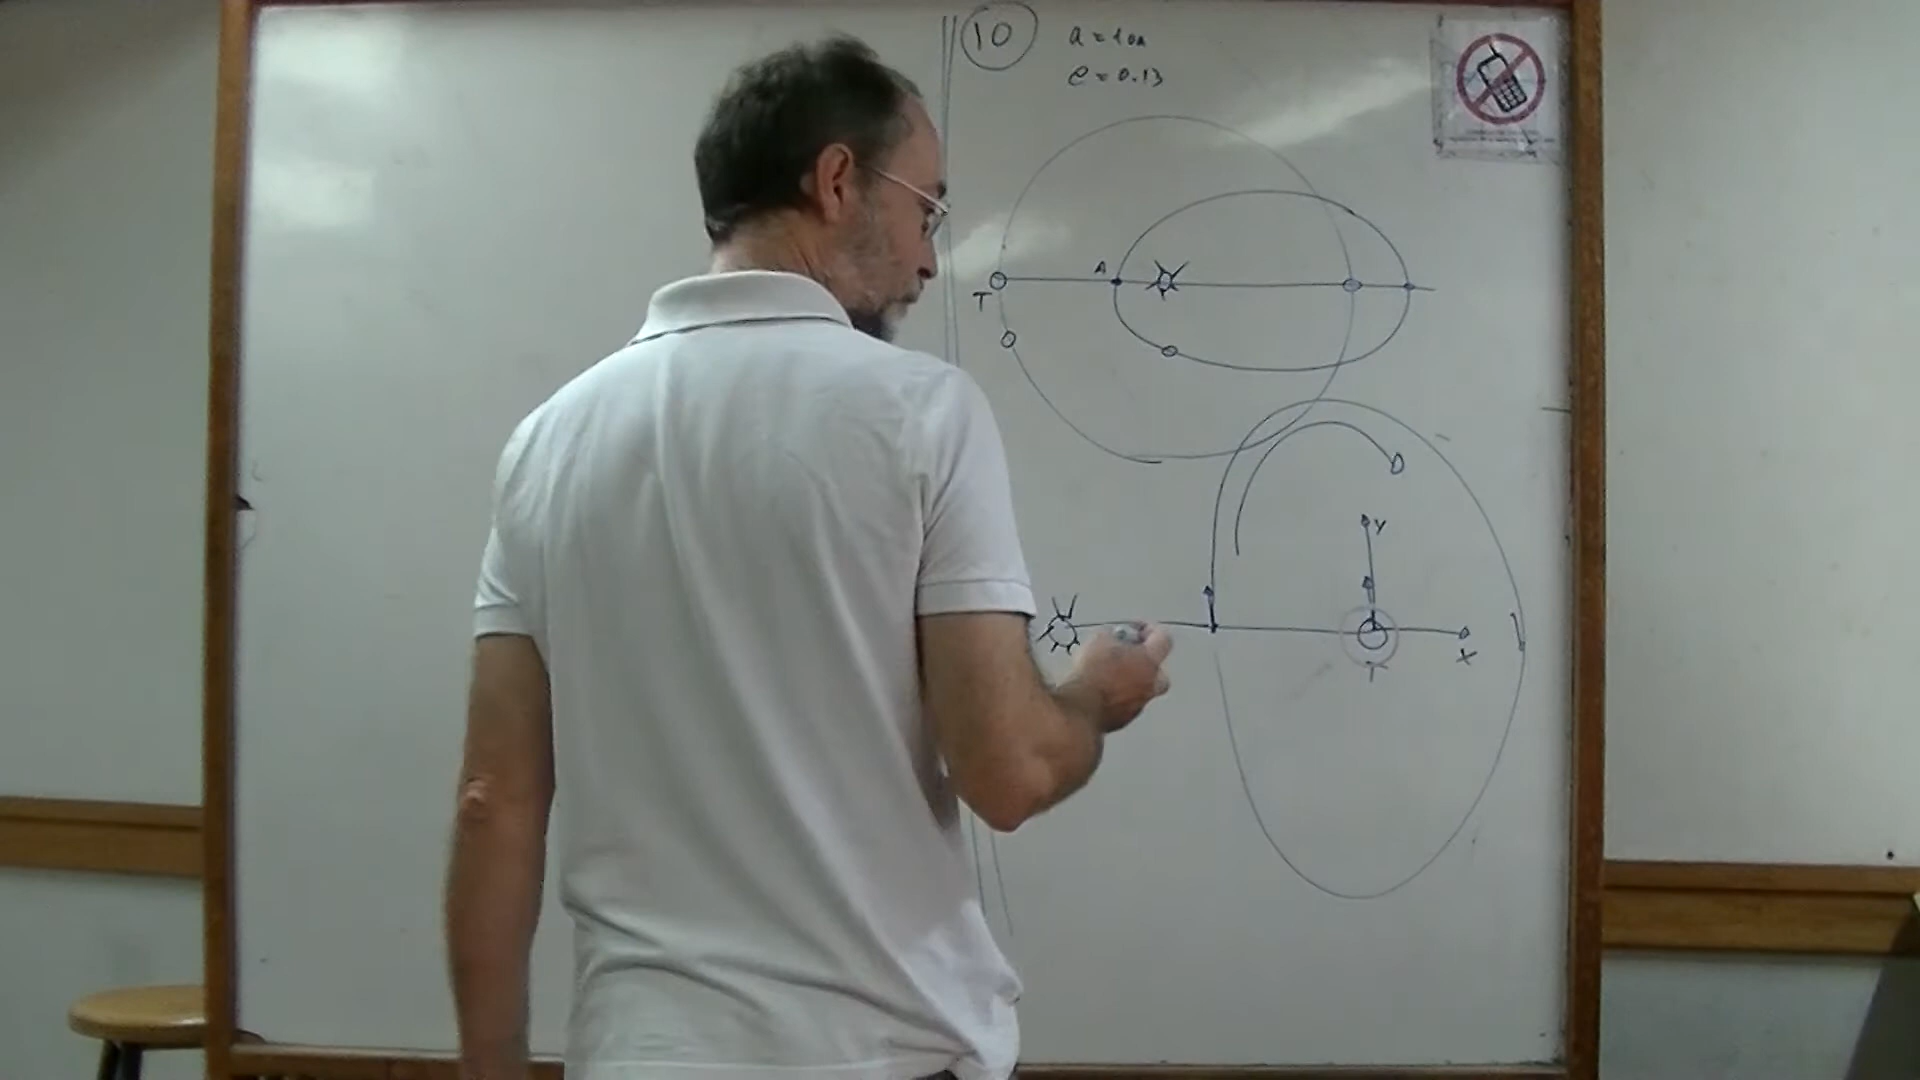 10
a = 1 UA
e = 0.13
A
T
Y
X
T